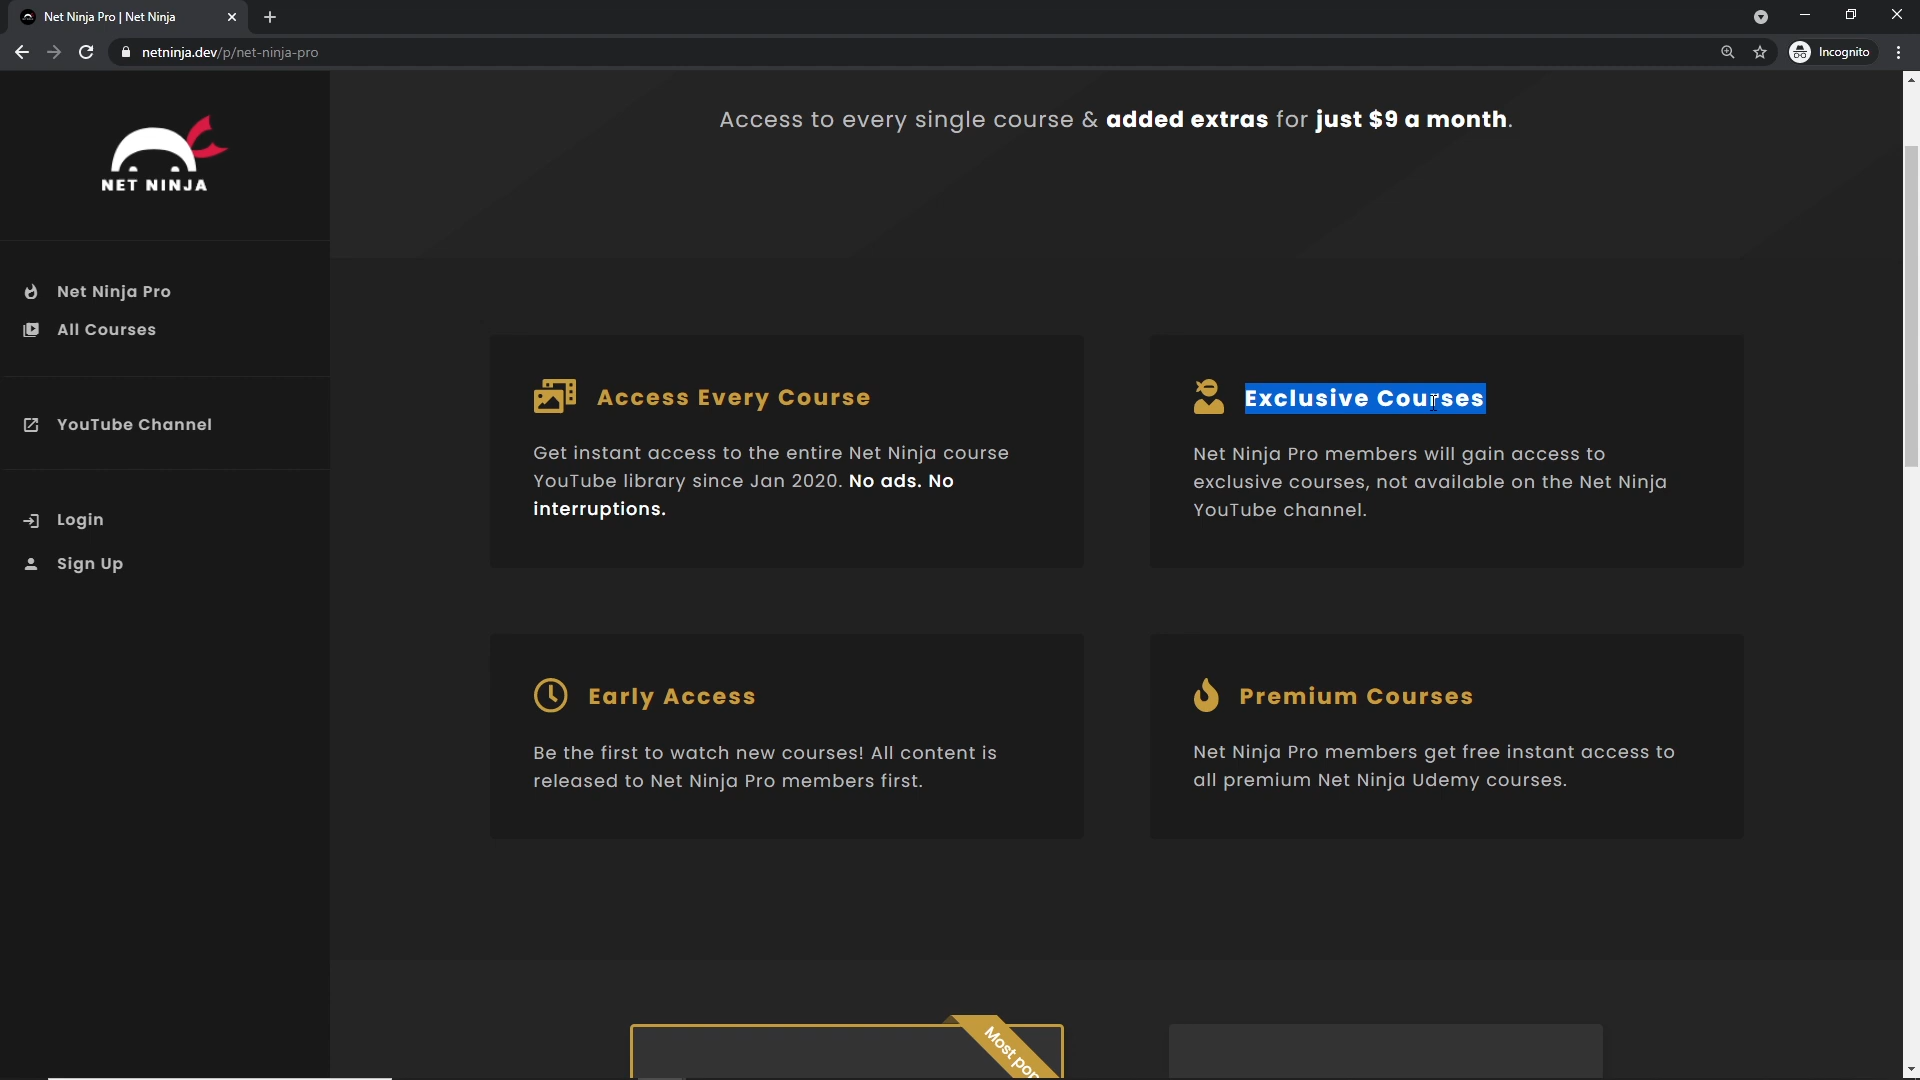 Net Ninja Pro | Net Ninja
netninja.dev/p/net-ninja-pro
Incognito
NET NINJA
Net Ninja Pro
All Courses
YouTube Channel
Login
Sign Up
Access to every single course & added extras for just $9 a month.
Access Every Course
Get instant access to the entire Net Ninja course
YouTube library since Jan 2020. No ads. No
interruptions.
Exclusive Courses
Net Ninja Pro members will gain access to
exclusive courses, not available on the Net Ninja
YouTube channel.
Early Access
Be the first to watch new courses! All content is
released to Net Ninja Pro members first.
Premium Courses
Net Ninja Pro members get free instant access to
all premium Net Ninja Udemy courses.
Most